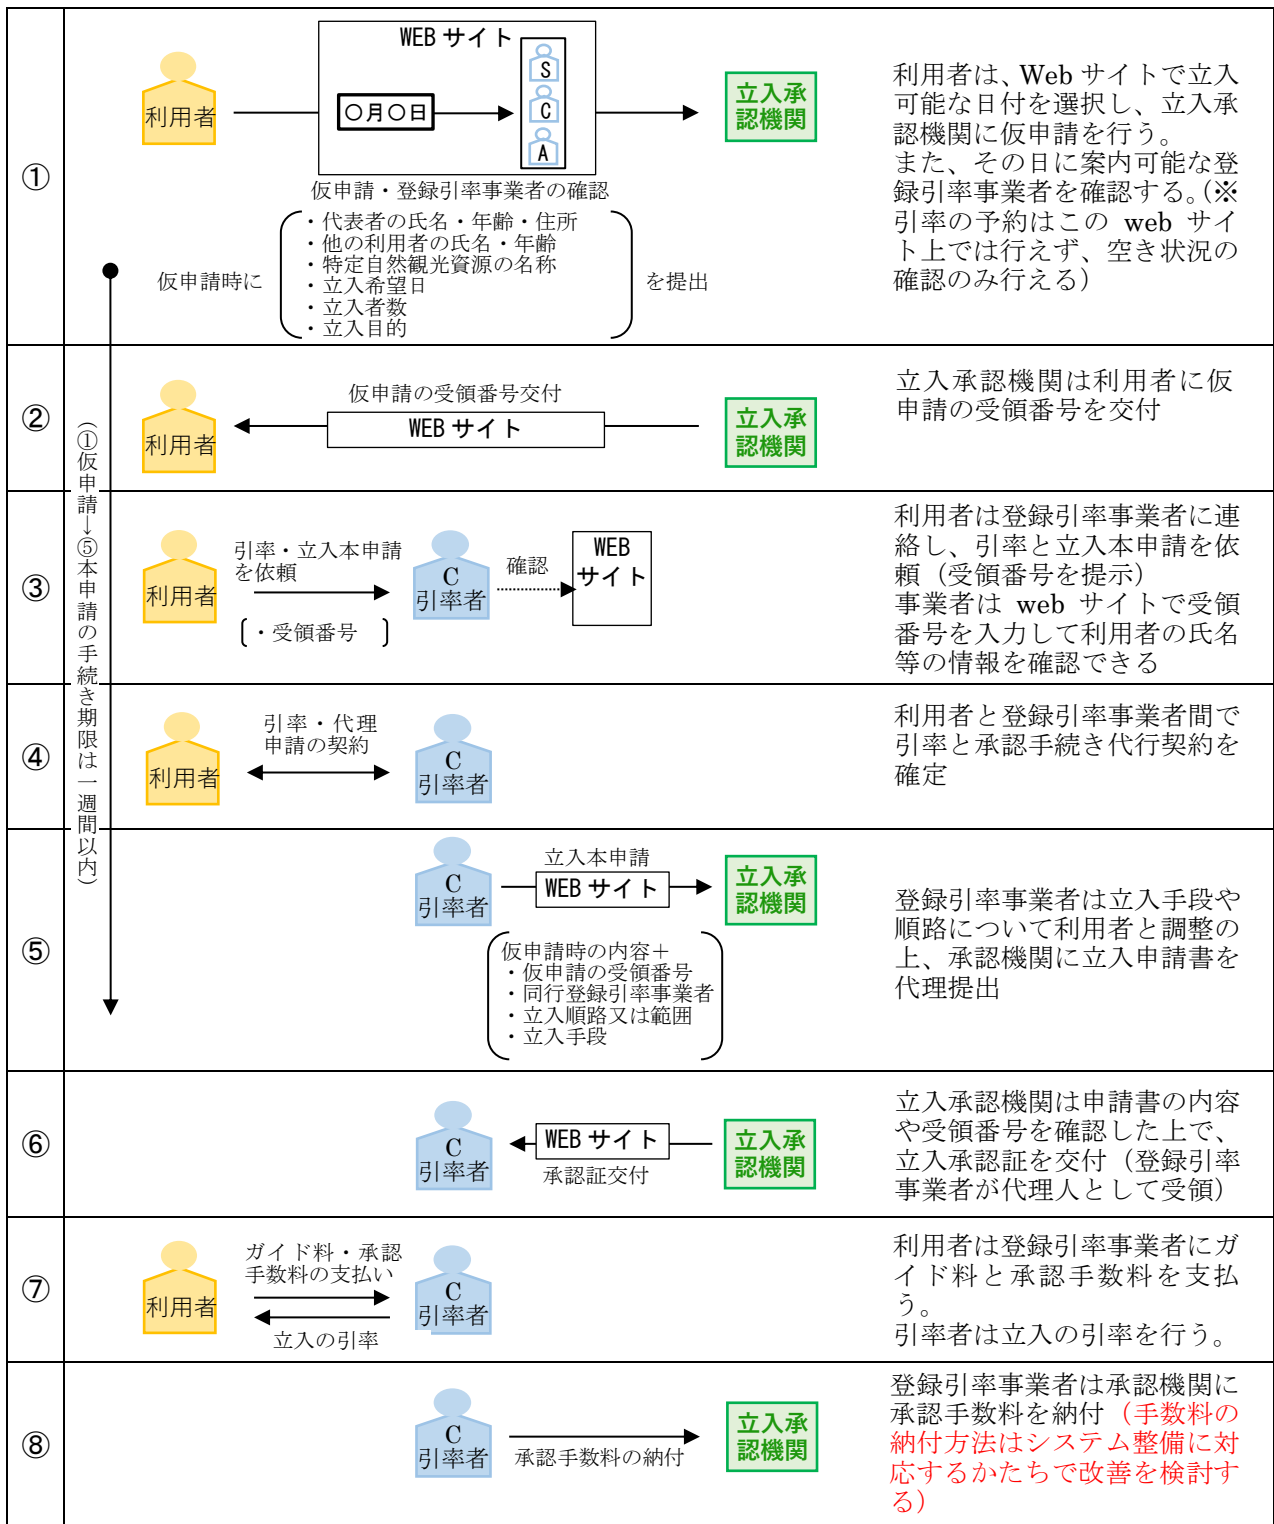 ①
利用者
WEB サイト
〇月〇日
S
C
A
立入承
認機関
仮申請・登録引率事業者の確認
仮申請時に
・代表者の氏名・年齢・住所
・他の利用者の氏名・年齢
・特定自然観光資源の名称
・立入希望日
・立入者数
・立入目的
を提出
利用者は、Web サイトで立入
可能な日付を選択し、立入承
認機関に仮申請を行う。
また、その日に案内可能な登
録引率事業者を確認する。(※
引率の予約はこの web サイ
ト上では行えず、空き状況の
確認のみ行える）
（①仮申請→⑤本申請の手続き期限は一週間以内）
②
利用者
仮申請の受領番号交付
WEB サイト
立入承
認機関
立入承認機関は利用者に仮
申請の受領番号を交付
③
利用者
引率・立入本申請
を依頼
・受領番号
C
引率者
確認
WEB
サイト
利用者は登録引率事業者に連
絡し、引率と立入本申請を依
頼（受領番号を提示）
事業者は web サイトで受領
番号を入力して利用者の氏名
等の情報を確認できる
④
利用者
引率・代理
申請の契約
C
引率者
利用者と登録引率事業者間で
引率と承認手続き代行契約を
確定
⑤
C
引率者
立入本申請
WEB サイト
立入承
認機関
仮申請時の内容＋
・仮申請の受領番号
・同行登録引率事業者
・立入順路又は範囲
・立入手段
登録引率事業者は立入手段や
順路について利用者と調整の
上、承認機関に立入申請書を
代理提出
⑥
C
引率者
WEB サイト
承認証交付
立入承
認機関
立入承認機関は申請書の内容
や受領番号を確認した上で、
立入承認証を交付（登録引率
事業者が代理人として受領）
⑦
利用者
ガイド料・承認
手数料の支払い
立入の引率
C
引率者
利用者は登録引率事業者にガ
イド料と承認手数料を支払
う。
引率者は立入の引率を行う。
⑧
C
引率者
承認手数料の納付
立入承
認機関
登録引率事業者は承認機関に
承認手数料を納付（手数料の
納付方法はシステム整備に対
応するかたちで改善を検討す
る）